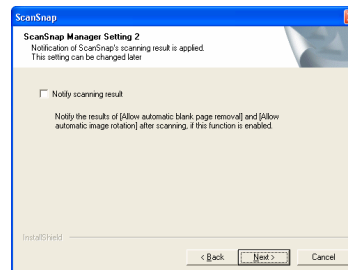 ScanSnap
ScanSnap Manager Setting 2
Notification of ScanSnap's scanning result is applied.
This setting can be changed later
Notify scanning result
Notify the results of [Allow automatic blank page removal] and [Allow
automatic image rotation] after scanning, if this function is enabled.
InstallShield
< Back
Next >
Cancel